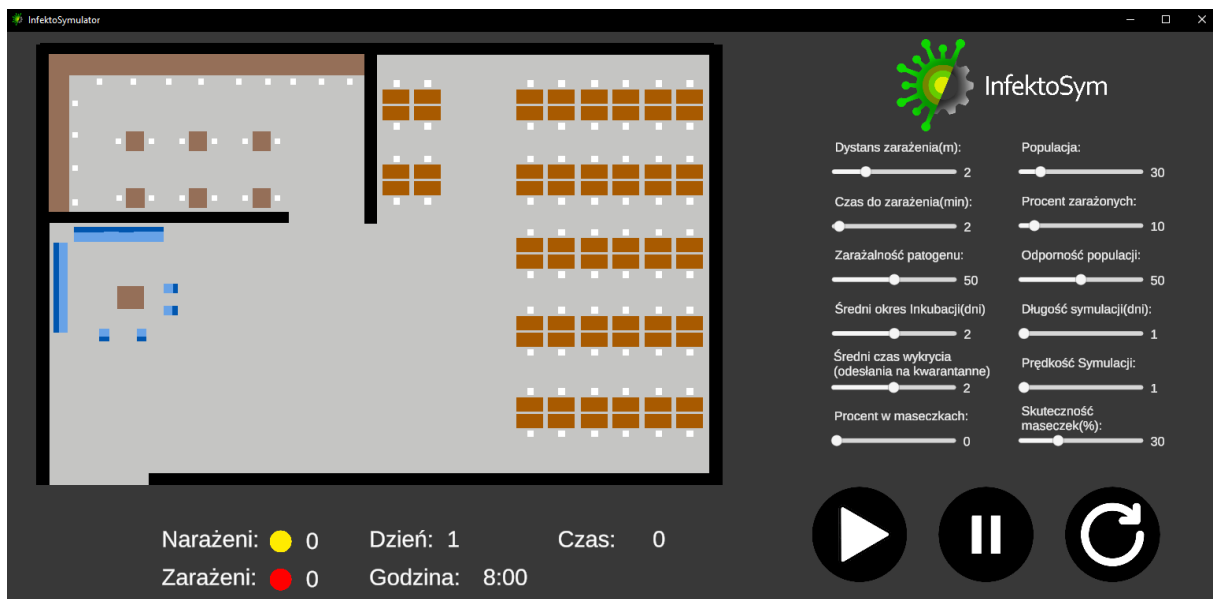 InfektoSymulator
InfektoSym
Dystans zarażenia(m):
2
Populacja:
30
Czas do zarażenia(min):
2
Procent zarażonych:
10
Zarażalność patogenu:
50
Odporność populacji:
50
Średni okres Inkubacji(dni)
2
Długość symulacji(dni):
1
Średni czas wykrycia
(odesłania na kwarantanne)
2
Prędkość Symulacji:
1
Procent w maseczkach:
0
Skuteczność
maseczek(%):
30
Narażeni: 0 Dzień: 1 Czas: 0
Zarażeni: 0 Godzina: 8:00